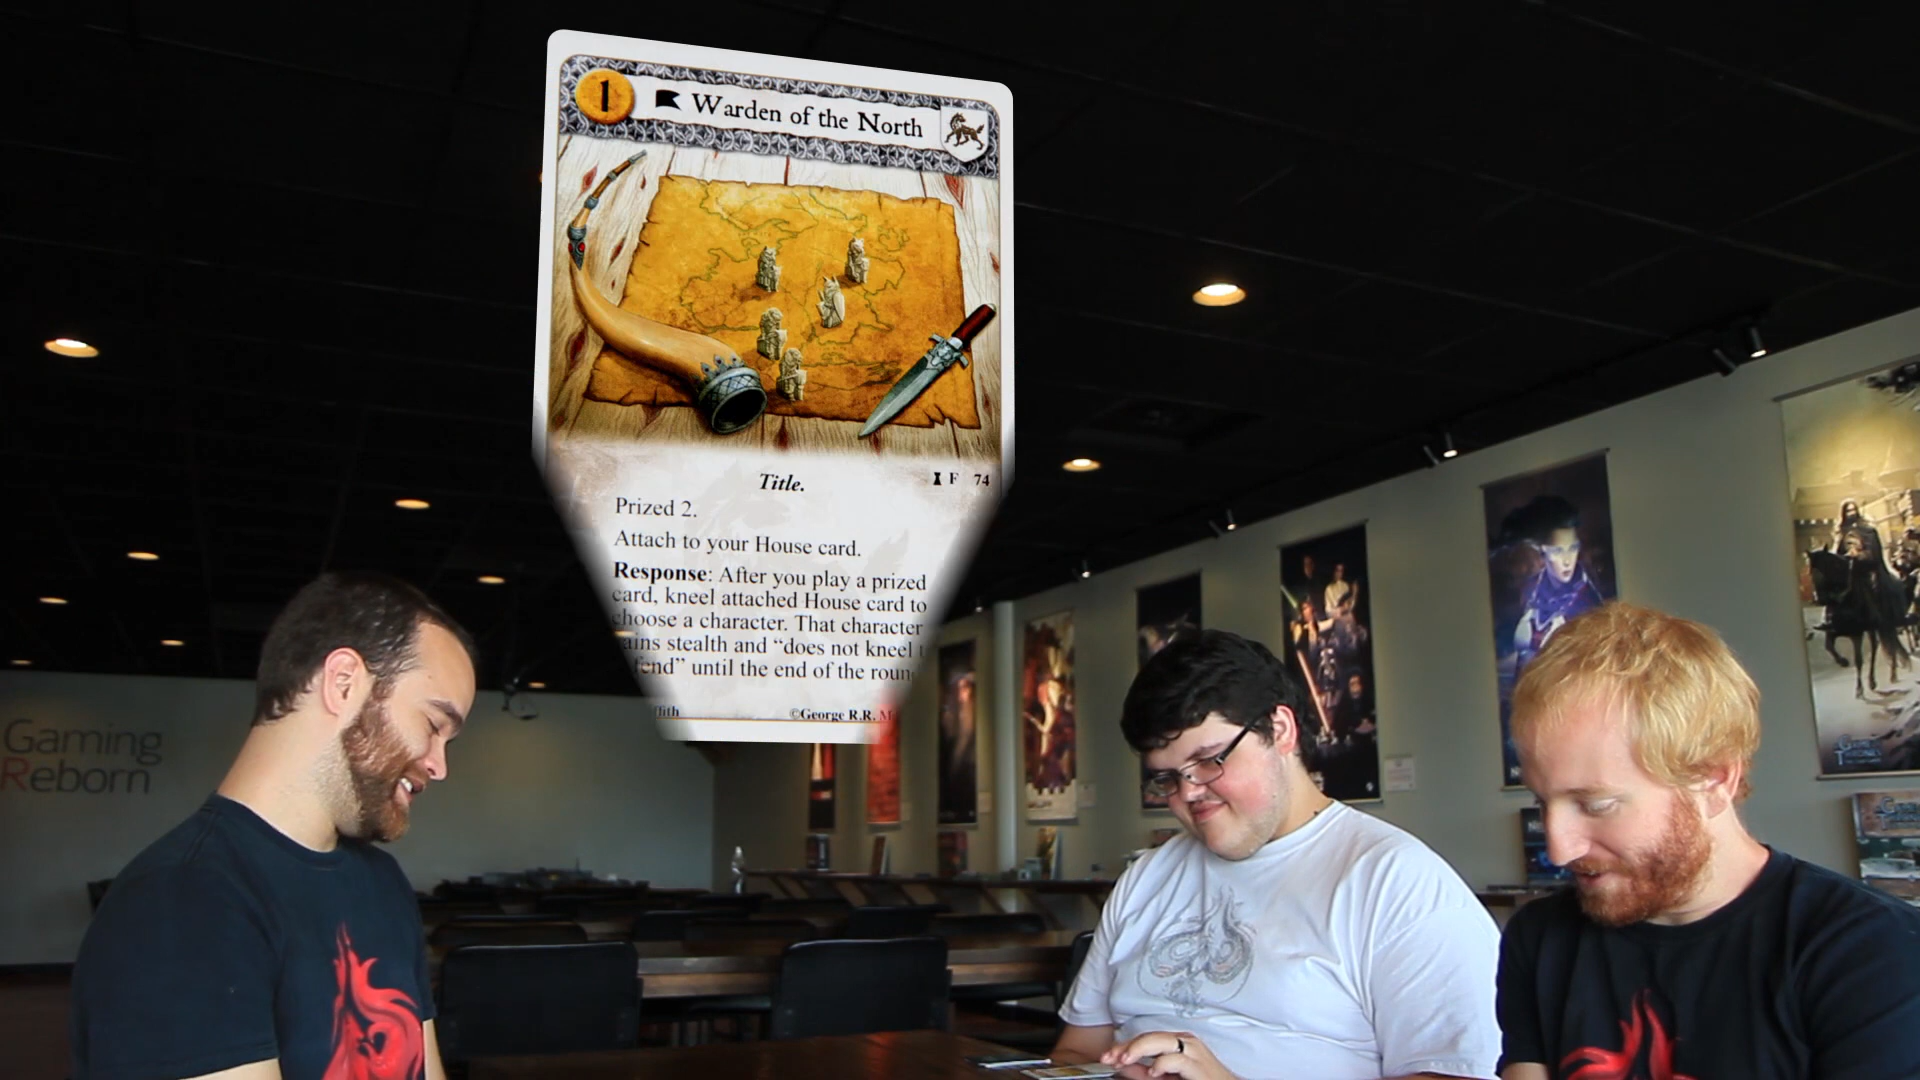 1
Warden of the North
Title.
F 74
Prized 2.
Attach to your House card.
Response: After you play a prized
card, kneel attached House card to
choose a character. That character
stealth and “does not kneel
until the end of the
©George R.R.
Gaming
Reborn